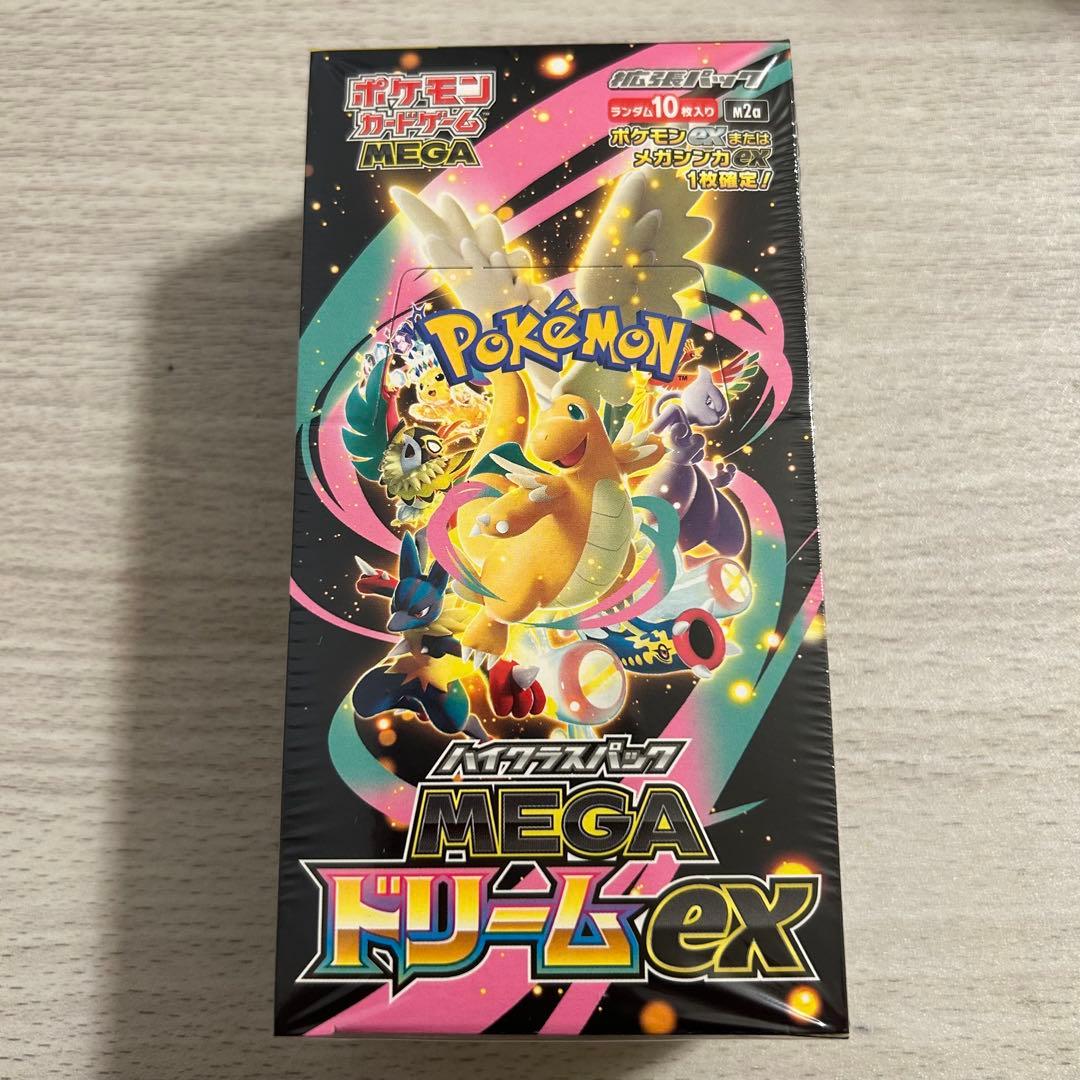 ポケモン
カードゲーム
MEGA
拡張パック
ランダム10枚入り M2a
ポケモンexまたは
メガシンカex
1枚確定!
POKéMON
TM
ハイクラスパック
MEGA
ドリームex